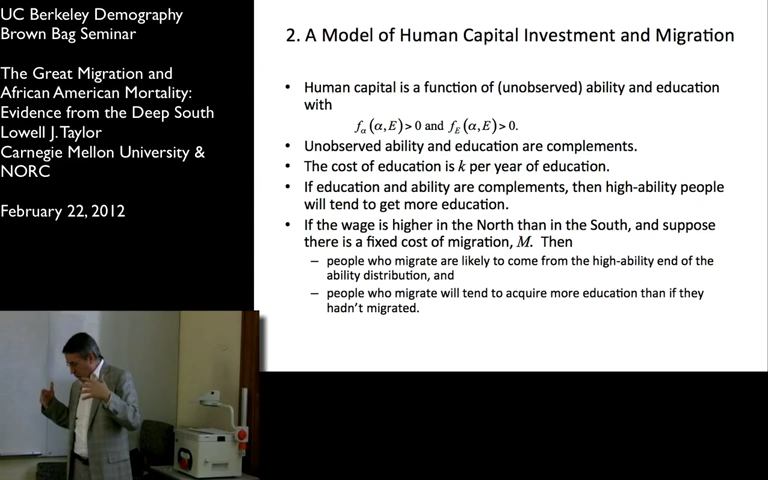 UC Berkeley Demography
Brown Bag Seminar
The Great Migration and
African American Mortality:
Evidence from the Deep South
Lowell J. Taylor
Carnegie Mellon University &
NORC
February 22, 2012
2. A Model of Human Capital Investment and Migration
• Human capital is a function of (unobserved) ability and education
with
fα(α,E)>0 and fE(α,E)>0.
• Unobserved ability and education are complements.
• The cost of education is k per year of education.
• If education and ability are complements, then high-ability people
will tend to get more education.
• If the wage is higher in the North than in the South, and suppose
there is a fixed cost of migration, M. Then
– people who migrate are likely to come from the high-ability end of the
ability distribution, and
– people who migrate will tend to acquire more education than if they
hadn't migrated.